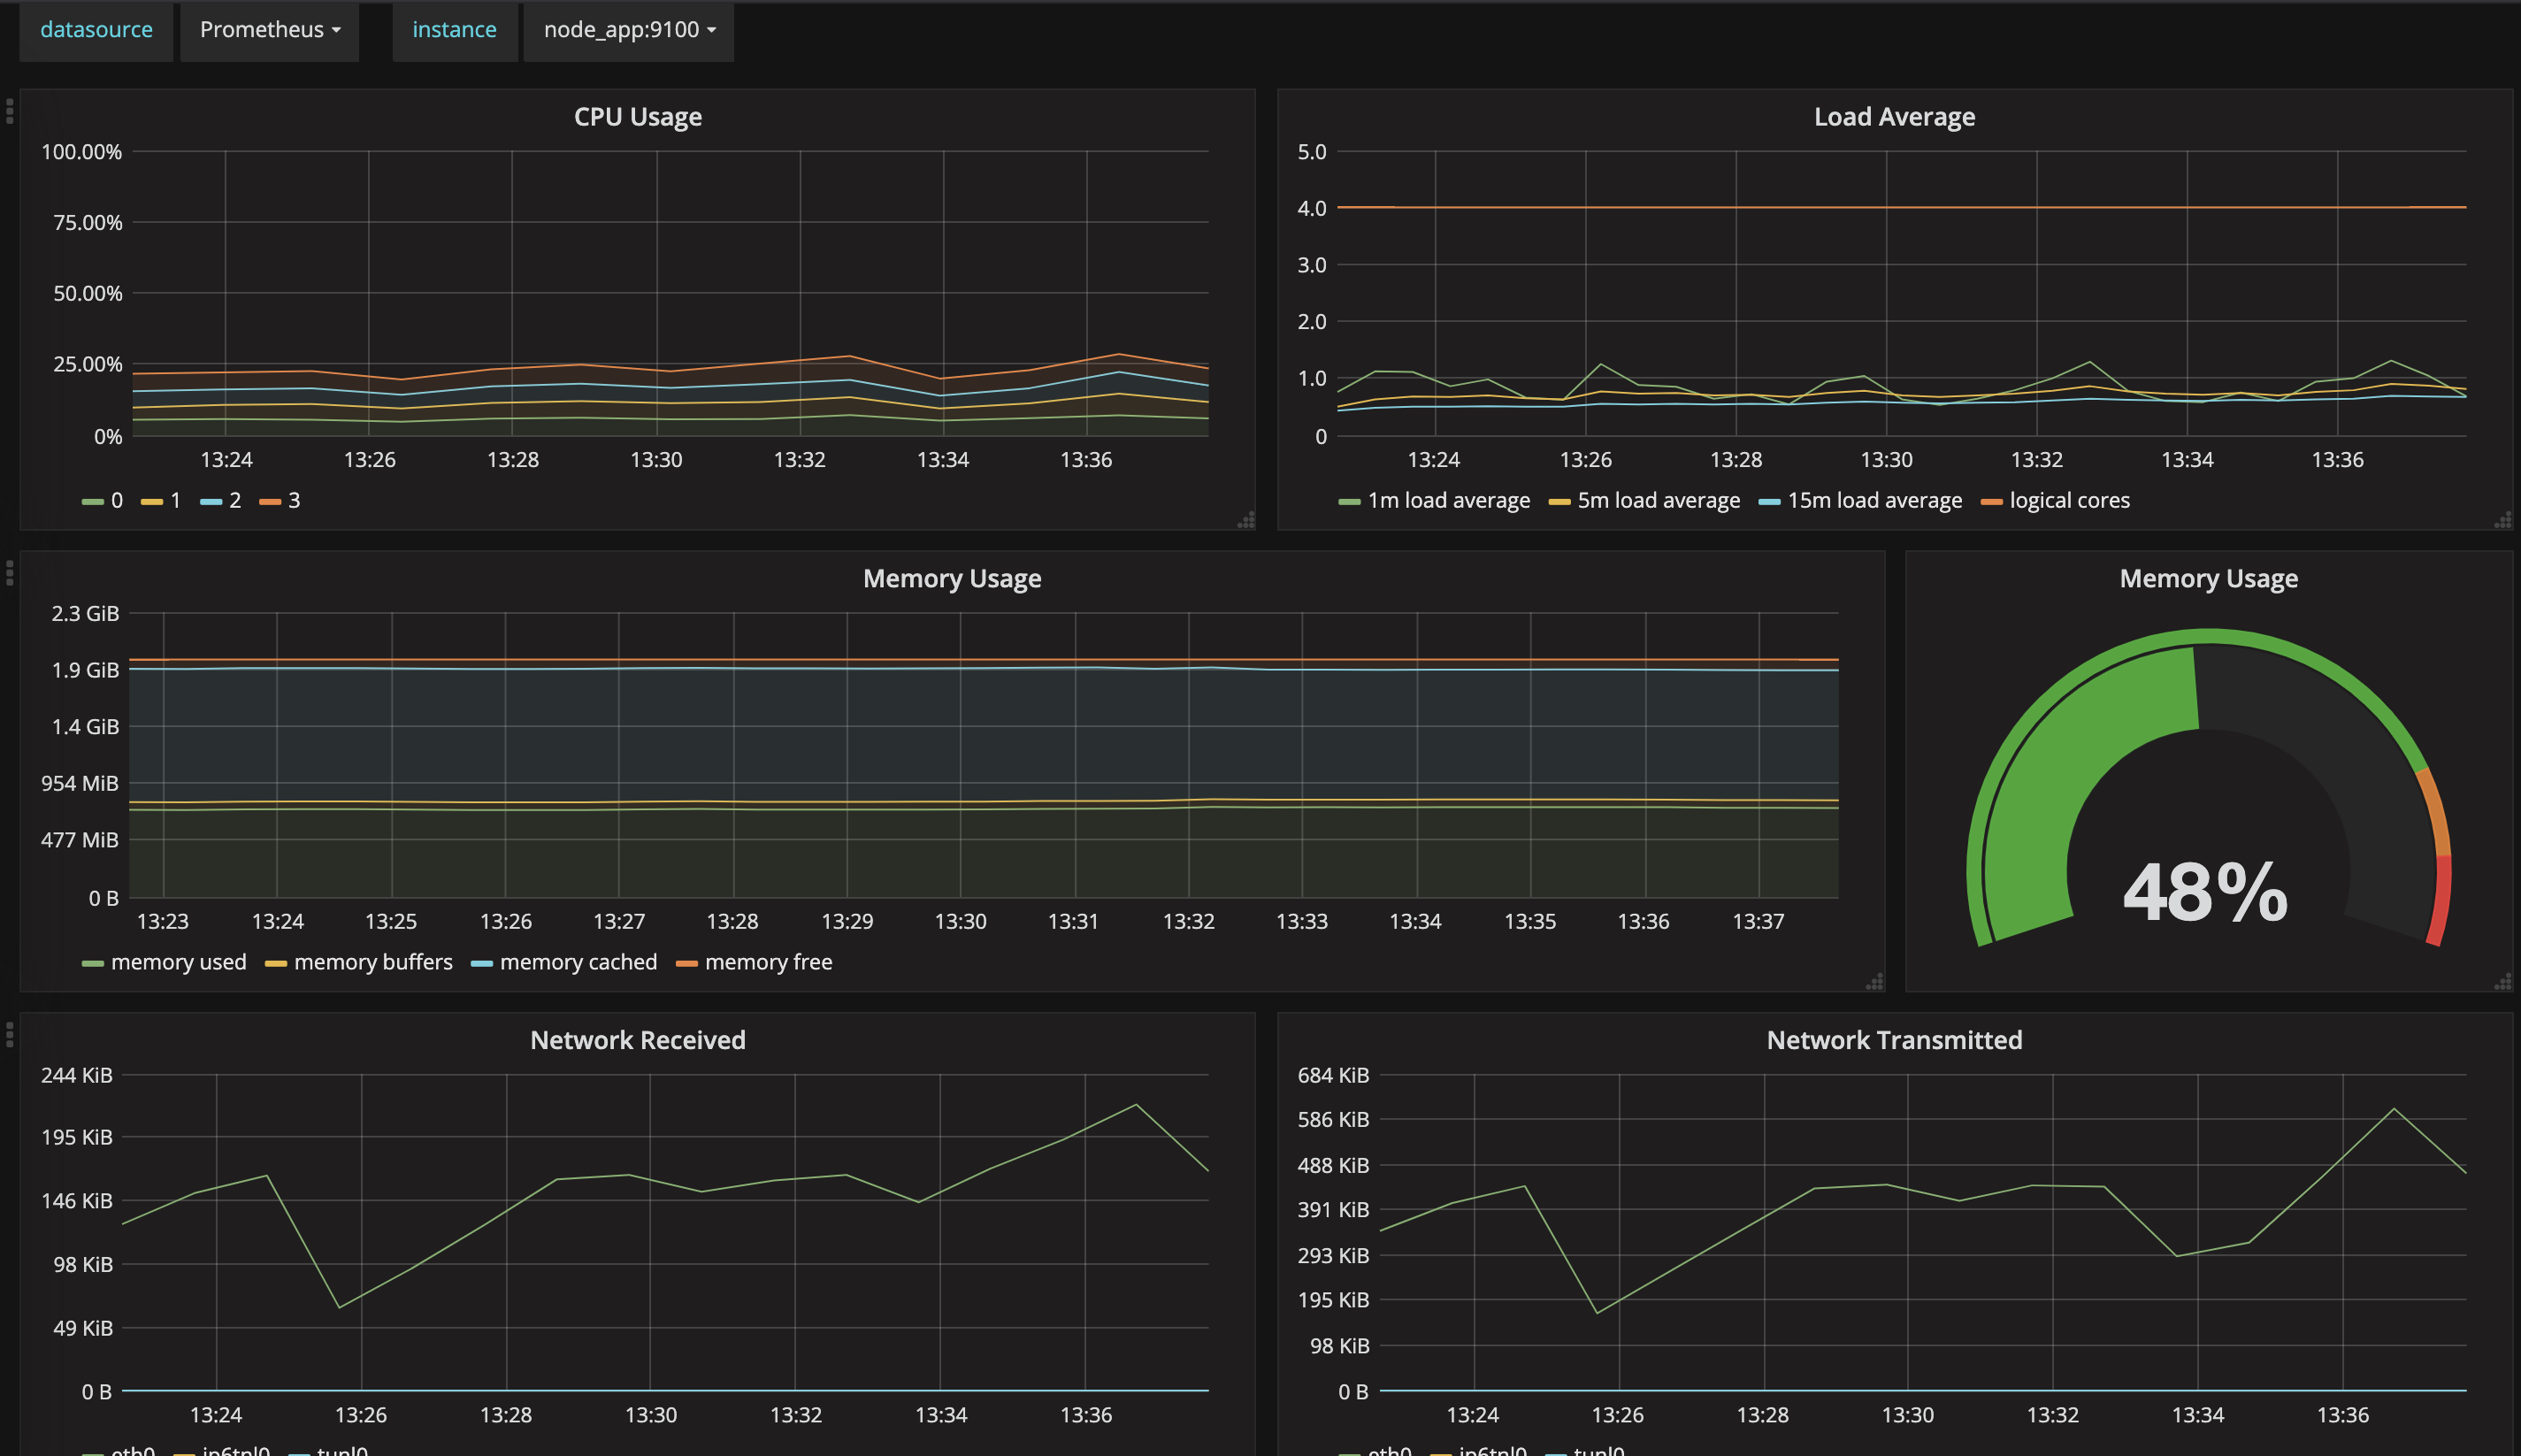 datasource Prometheus instance node_app:9100
CPU Usage
100.00%
75.00%
50.00%
25.00%
0%
13:24 13:26 13:28 13:30 13:32 13:34 13:36
0 1 2 3
Load Average
5.0
4.0
3.0
2.0
1.0
0
13:24 13:26 13:28 13:30 13:32 13:34 13:36
1m load average 5m load average 15m load average logical cores
Memory Usage
2.3 GiB
1.9 GiB
1.4 GiB
954 MiB
477 MiB
0 B
13:23 13:24 13:25 13:26 13:27 13:28 13:29 13:30 13:31 13:32 13:33 13:34 13:35 13:36 13:37
memory used memory buffers memory cached memory free
Memory Usage
48%
Network Received
244 KiB
195 KiB
146 KiB
98 KiB
49 KiB
0 B
13:24 13:26 13:28 13:30 13:32 13:34 13:36
eth0 ip6tnl0 tunl0
Network Transmitted
684 KiB
586 KiB
488 KiB
391 KiB
293 KiB
195 KiB
98 KiB
0 B
13:24 13:26 13:28 13:30 13:32 13:34 13:36
eth0 ip6tnl0 tunl0